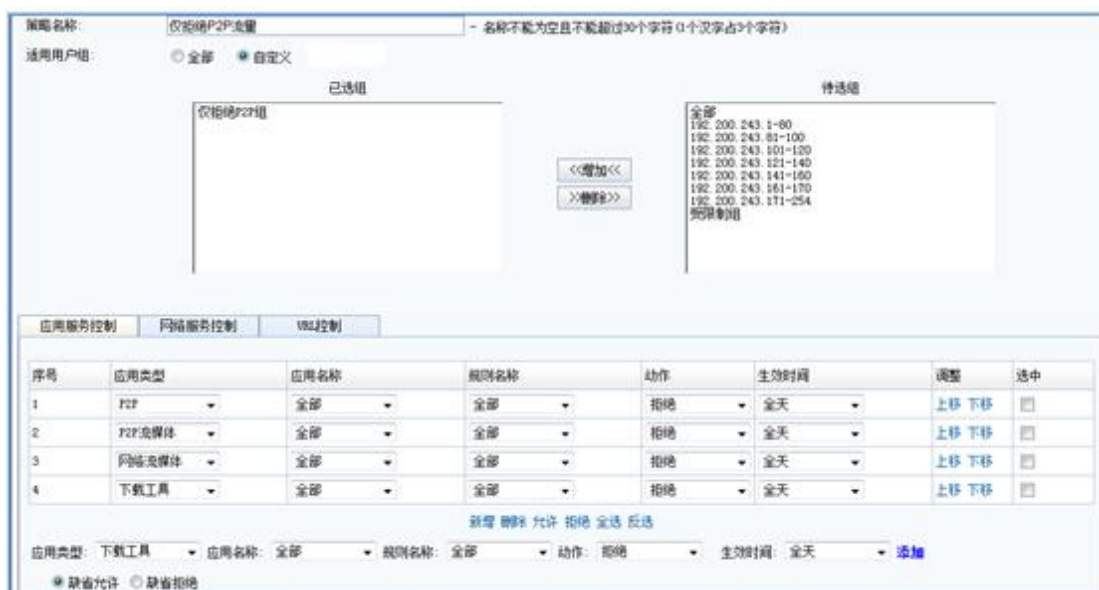 策略名称: 仅拒绝P2P流量 - 名称不能为空且不能超过30个字符(1个汉字占3个字符)
适用用户组: 全部 自定义
已选组 待选组
仅拒绝P2P组
全部
192.200.243.1-80
192.200.243.81-100
192.200.243.101-120
192.200.243.121-140
192.200.243.141-160
192.200.243.161-170
192.200.243.171-254
受限制组
<<增加<<
>>删除>>
应用服务控制 网络服务控制 URL控制
序号 应用类型 应用名称 规则名称 动作 生效时间 调整 选中
1 P2P 全部 全部 拒绝 全天 上移 下移
2 P2P流媒体 全部 全部 拒绝 全天 上移 下移
3 网络流媒体 全部 全部 拒绝 全天 上移 下移
4 下载工具 全部 全部 拒绝 全天 上移 下移
新增 删除 允许 拒绝 全选 反选
应用类型: 下载工具 应用名称: 全部 规则名称: 全部 动作: 拒绝 生效时间: 全天 添加
缺省允许 缺省拒绝